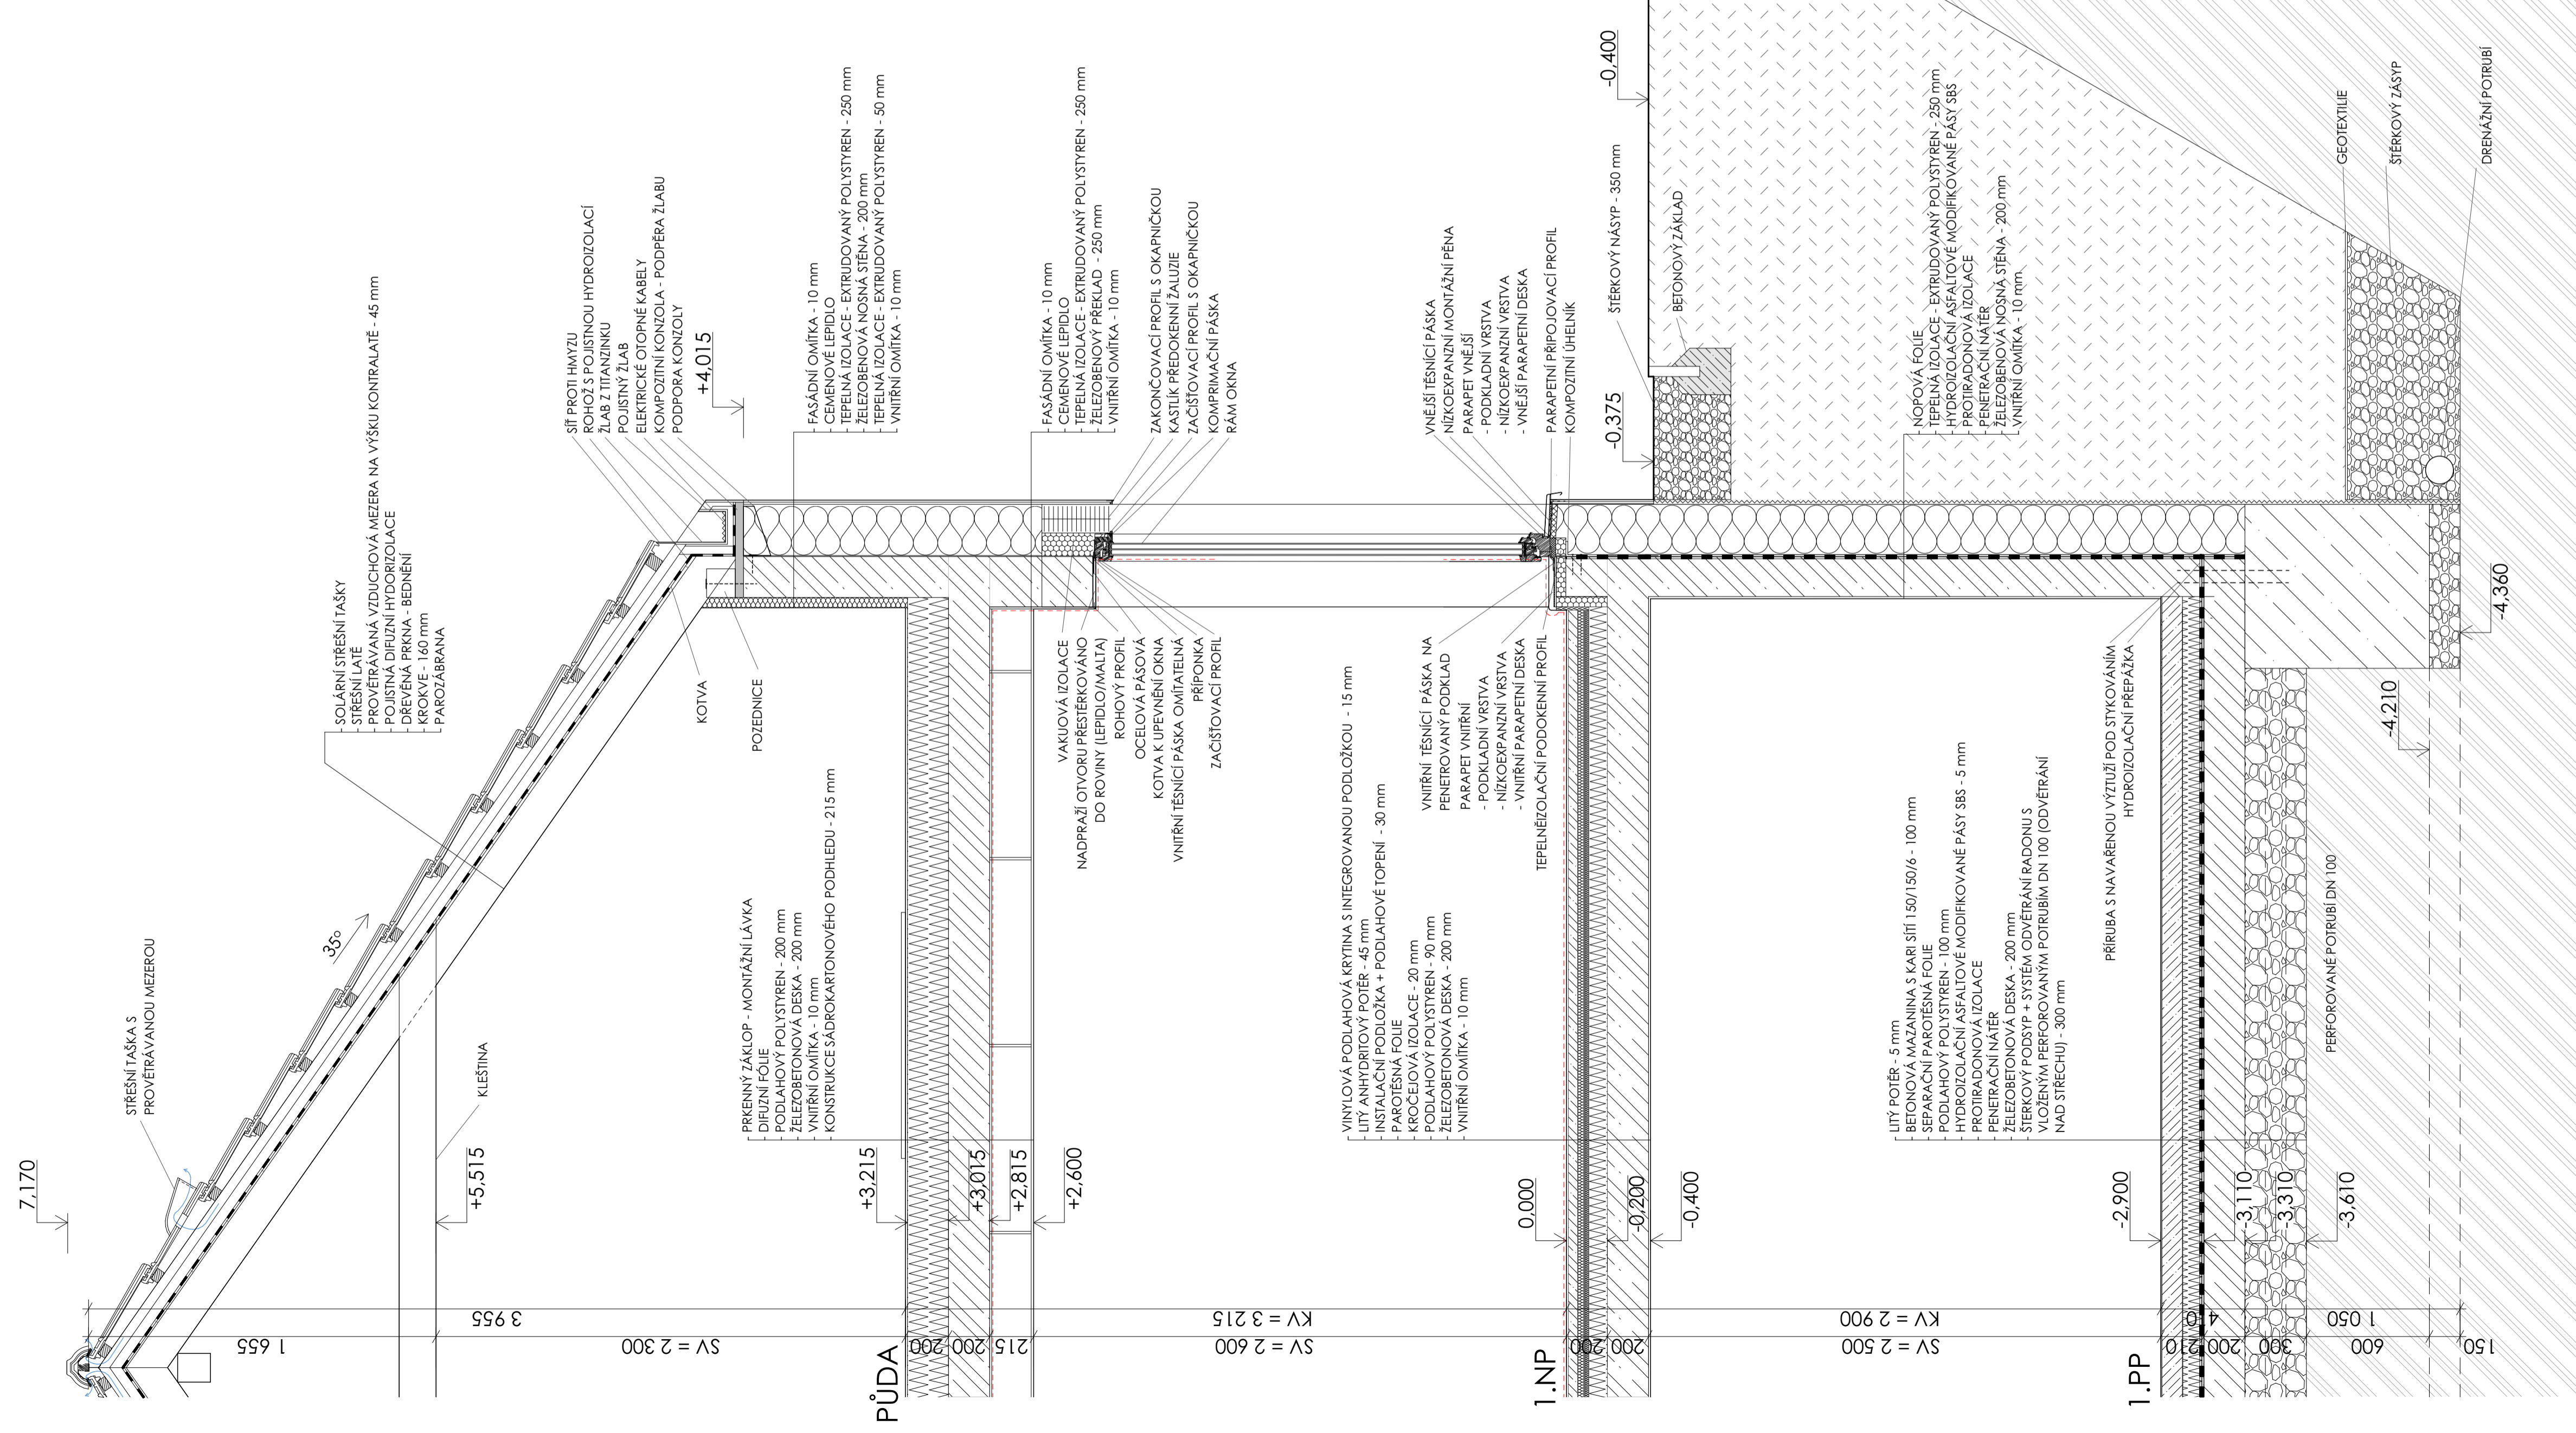 7,170
STŘEŠNÍ TAŠKA S
PROVĚTRÁVANOU MEZEROU
35°
SOLÁRNÍ STŘEŠNÍ TAŠKY
STŘEŠNÍ LATĚ
PROVĚTRÁVANÁ VZDUCHOVÁ MEZERA NA VÝŠKU KONTRALATĚ - 45 mm
POJISTNÁ DIFUZNÍ HYDORIZOLACE
DŘEVĚNÁ PRKNA - BEDNĚNÍ
KROKVE - 160 mm
PAROZÁBRANA
+5,515
KLEŠTINA
SÍŤ PROTI HMYZU
ROHOŽ S POJISTNOU HYDROIZOLACÍ
ŽLAB Z TITANZINKU
POJISTNÝ ŽLAB
ELEKTRICKÉ OTOPNÉ KABELY
KOMPOZITNÍ KONZOLA - PODPĚRA ŽLABU
PODPORA KONZOLY
+4,015
KOTVA
POZEDNICE
FASÁDNÍ OMÍTKA - 10 mm
CEMENOVÉ LEPIDLO
TEPELNÁ IZOLACE - EXTRUDOVANÝ POLYSTYREN - 250 mm
ŽELEZOBENOVÁ NOSNÁ STĚNA - 200 mm
TEPELNÁ IZOLACE - EXTRUDOVANÝ POLYSTYREN - 50 mm
VNITŘNÍ OMÍTKA - 10 mm
PRKENNÝ ZÁKLOP - MONTÁŽNÍ LÁVKA
DIFUZNÍ FÓLIE
PODLAHOVÝ POLYSTYREN - 200 mm
ŽELEZOBETONOVÁ DESKA - 200 mm
VNITŘNÍ OMÍTKA - 10 mm
KONSTRUKCE SÁDROKARTONOVÉHO PODHLEDU - 215 mm
+3,215
+3,015
+2,815
+2,600
PŮDA
FASÁDNÍ OMÍTKA - 10 mm
CEMENOVÉ LEPIDLO
TEPELNÁ IZOLACE - EXTRUDOVANÝ POLYSTYREN - 250 mm
ŽELEZOBENOVÝ PŘEKLAD - 250 mm
VNITŘNÍ OMÍTKA - 10 mm
ZAKONČOVACÍ PROFIL S OKAPNIČKOU
KASTLÍK PŘEDOKENNÍ ŽALUZIE
ZAČIŠŤOVACÍ PROFIL S OKAPNIČKOU
KOMPRIMAČNÍ PÁSKA
RÁM OKNA
VAKUOVÁ IZOLACE
NADPRAŽÍ OTVORU PŘESTĚRKOVÁNO
DO ROVINY (LEPIDLO/MALTA)
ROHOVÝ PROFIL
OCELOVÁ PÁSOVÁ
KOTVA K UPEVNĚNÍ OKNA
VNITŘNÍ TĚSNÍCÍ PÁSKA OMÍTATELNÁ
PŘÍPONKA
ZAČIŠŤOVACÍ PROFIL
VNĚJŠÍ TĚSNÍCÍ PÁSKA
NÍZKOEXPANZNÍ MONTÁŽNÍ PĚNA
PARAPET VNĚJŠÍ
- PODKLADNÍ VRSTVA
- NÍZKOEXPANZNÍ VRSTVA
- VNĚJŠÍ PARAPETNÍ DESKA
PARAPETNÍ PŘIPOJOVACÍ PROFIL
KOMPOZITNÍ ÚHELNÍK
VNITŘNÍ TĚSNÍCÍ PÁSKA NA
PENETROVANÝ PODKLAD
PARAPET VNITŘNÍ
- PODKLADNÍ VRSTVA
- NÍZKOEXPANZNÍ VRSTVA
- VNITŘNÍ PARAPETNÍ DESKA
TEPELNĚIZOLAČNÍ PODOKENNÍ PROFIL
VINYLOVÁ PODLAHOVÁ KRYTINA S INTEGROVANOU PODLOŽKOU - 15 mm
LITÝ ANHYDRITOVÝ POTĚR - 45 mm
INSTALAČNÍ PODLOŽKA + PODLAHOVÉ TOPENÍ - 30 mm
PAROTĚSNÁ FOLIE
KROČEJOVÁ IZOLACE - 20 mm
PODLAHOVÝ POLYSTYREN - 90 mm
ŽELEZOBETONOVÁ DESKA - 200 mm
VNITŘNÍ OMÍTKA - 10 mm
0,000
-0,200
-0,400
1.NP
-0,400
-0,375
ŠTĚRKOVÝ NÁSYP - 350 mm
BETONOVÝ ZÁKLAD
NOPOVÁ FOLIE
TEPELNÁ IZOLACE - EXTRUDOVANÝ POLYSTYREN - 250 mm
HYDROIZOLAČNÍ ASFALTOVÉ MODIFIKOVANÉ PÁSY SBS
PROTIRADONOVÁ IZOLACE
PENETRAČNÍ NÁTĚR
ŽELEZOBENOVÁ NOSNÁ STĚNA - 200 mm
VNITŘNÍ OMÍTKA - 10 mm
LITÝ POTĚR - 5 mm
BETONOVÁ MAZANINA S KARI SÍTÍ 150/150/6 - 100 mm
SEPARAČNÍ PAROTĚSNÁ FOLIE
PODLAHOVÝ POLYSTYREN - 100 mm
HYDROIZOLAČNÍ ASFALTOVÉ MODIFIKOVANÉ PÁSY SBS - 5 mm
PROTIRADONOVÁ IZOLACE
PENETRAČNÍ NÁTĚR
ŽELEZOBETONOVÁ DESKA - 200 mm
ŠTERKOVÝ PODSYP + SYSTÉM ODVĚTRÁNÍ RADONU S
VLOŽENÝM PERFOROVANÝM POTRUBÍM DN 100 (ODVĚTRÁNÍ
NAD STŘECHU) - 300 mm
PŘÍRUBA S NAVAŘENOU VÝZTUŽÍ POD STYKOVÁNÍM
HYDROIZOLAČNÍ PŘEPÁŽKA
-2,900
-3,110
-3,310
-3,610
1.PP
PERFOROVANÉ POTRUBÍ DN 100
-4,210
-4,360
GEOTEXTILIE
ŠTĚRKOVÝ ZÁSYP
DRENÁŽNÍ POTRUBÍ
3 955
KV = 3 215
KV = 2 900
410
1 050
1 655
SV = 2 300
200
200
215
SV = 2 600
200
200
SV = 2 500
210
200
300
600
150